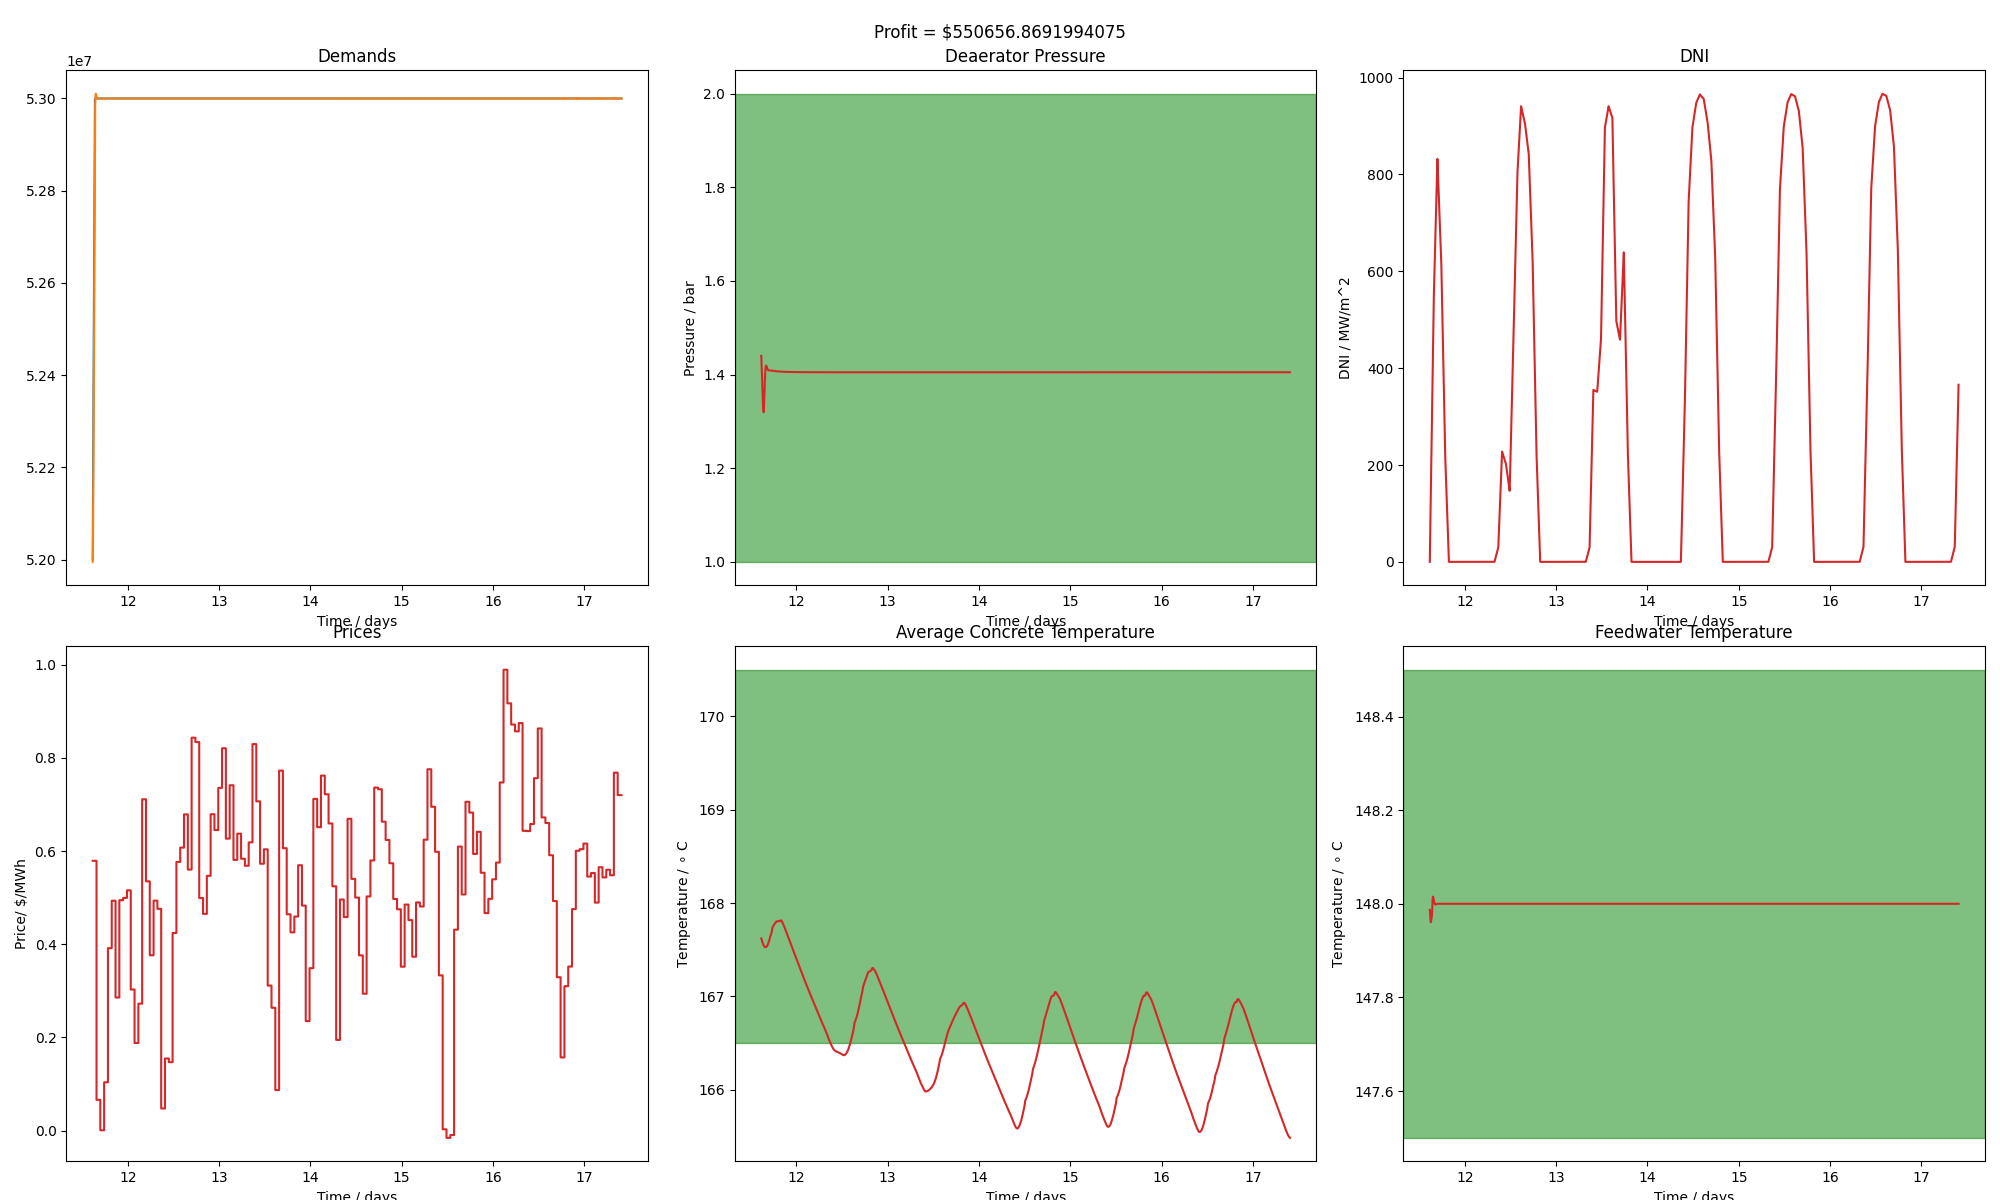 Profit = $550656.8691994075
Demands
1e7
5.30
5.28
5.26
5.24
5.22
5.20
12 13 14 15 16 17
Time / days
Deaerator Pressure
Pressure / bar
2.0
1.8
1.6
1.4
1.2
1.0
12 13 14 15 16 17
Time / days
DNI
DNI / MW/m^2
1000
800
600
400
200
0
12 13 14 15 16 17
Time / days
Prices
Price/ $/MWh
1.0
0.8
0.6
0.4
0.2
0.0
12 13 14 15 16 17
Time / days
Average Concrete Temperature
Temperature / ∘ C
170
169
168
167
166
12 13 14 15 16 17
Time / days
Feedwater Temperature
Temperature / ∘ C
148.4
148.2
148.0
147.8
147.6
12 13 14 15 16 17
Time / days